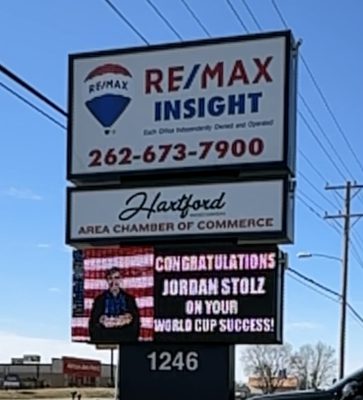 RE/MAX
RE/MAX
INSIGHT
Each Office Independently Owned and Operated
262-673-7900
Hartford
AREA CHAMBER OF COMMERCE
CONGRATULATIONS
JORDAN STOLZ
ON YOUR
WORLD CUP SUCCESS!
1246